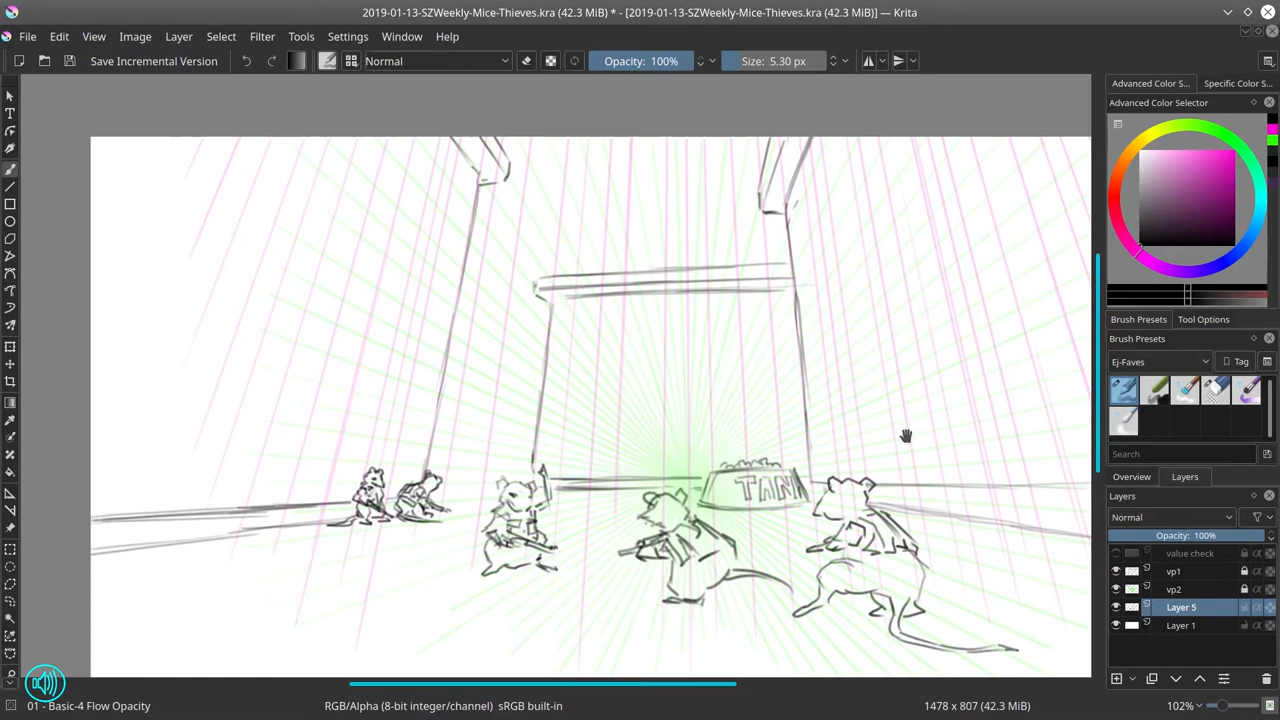 2019-01-13-SZWeekly-Mice-Thieves.kra (42.3 MiB) * - [2019-01-13-SZWeekly-Mice-Thieves.kra (42.3 MiB)] — Krita
File Edit View Image Layer Select Filter Tools Settings Window Help
Save Incremental Version Normal Opacity: 100% Size: 5.30 px
Advanced Color S... Specific Color S...
Advanced Color Selector
Brush Presets Tool Options
Brush Presets
Ej-Faves Tag
Search
Overview Layers
Layers
Normal
Opacity: 100%
value check
vp1
vp2
Layer 5
Layer 1
TANI
01 - Basic-4 Flow Opacity RGB/Alpha (8-bit integer/channel) sRGB built-in 1478 x 807 (42.3 MiB) 102%